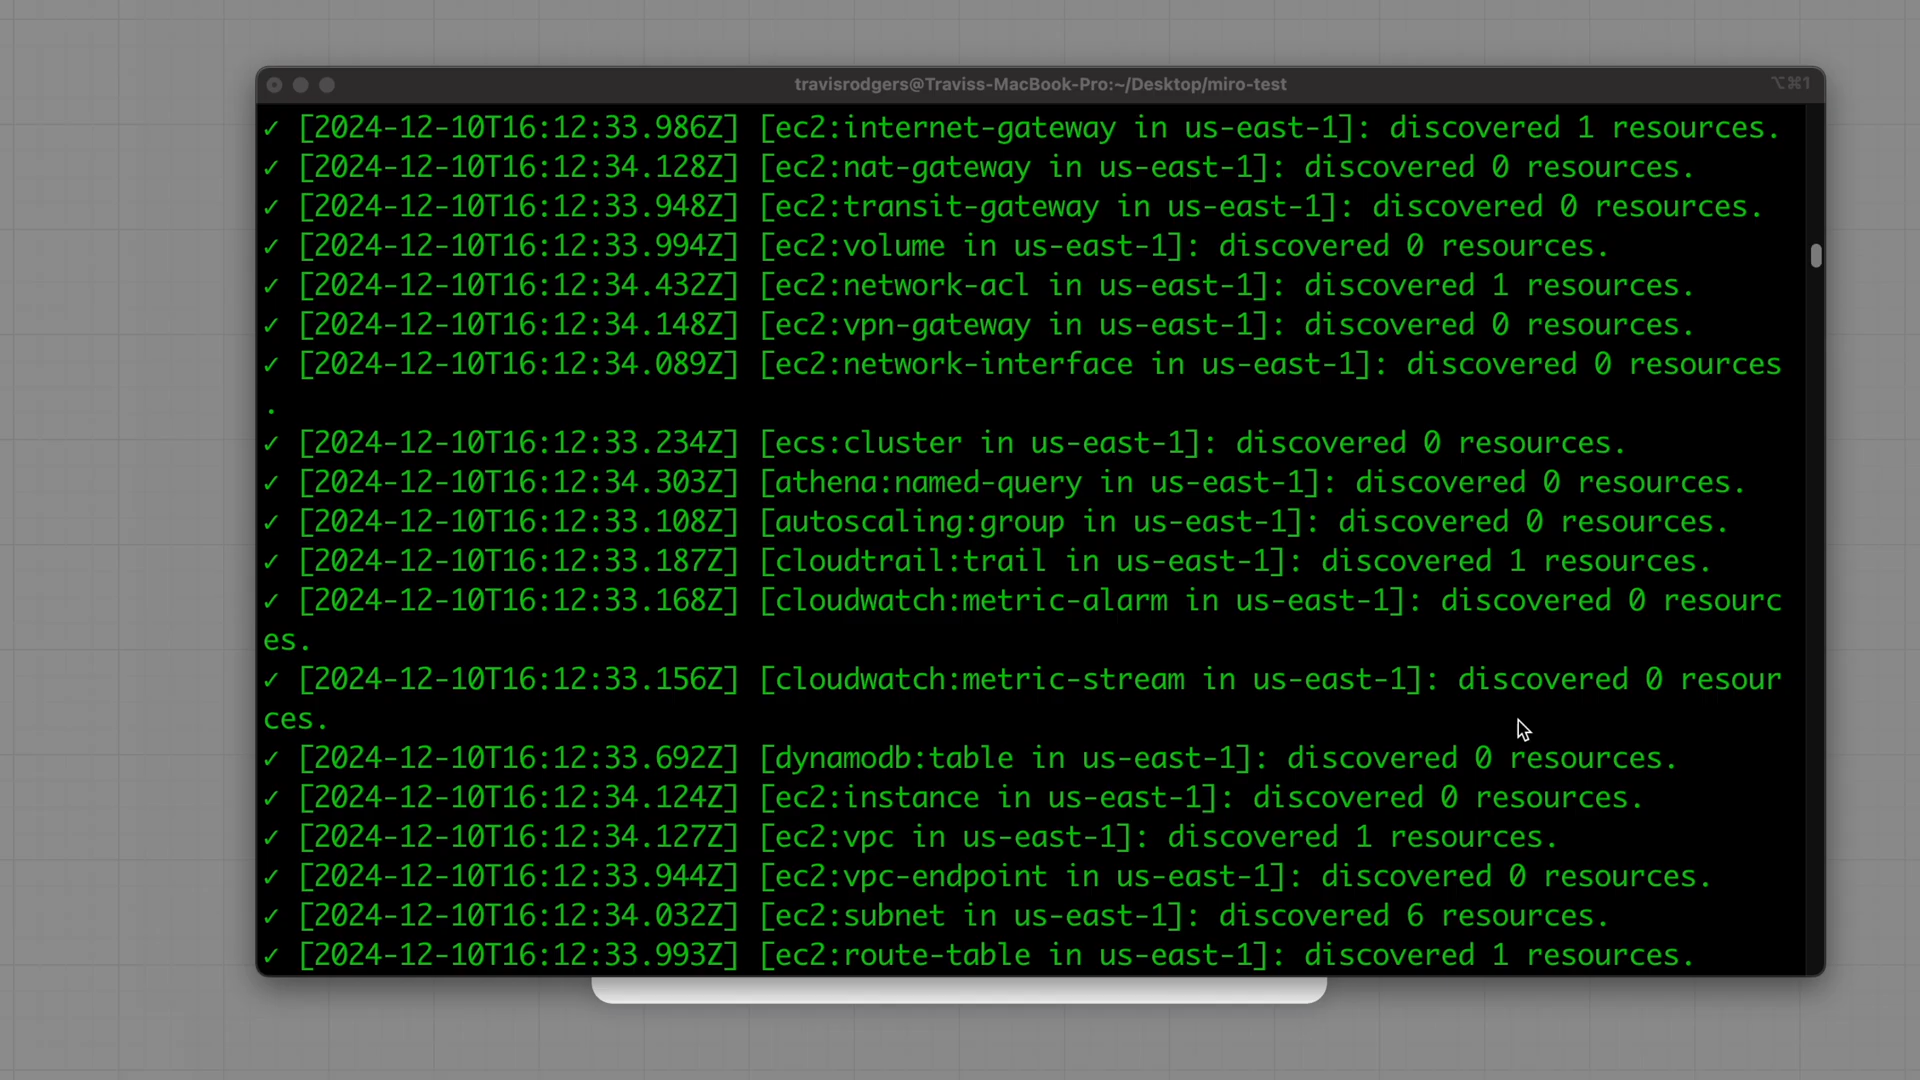 travisrodgers@Traviss-MacBook-Pro:~/Desktop/miro-test ⌥⌘1
✓ [2024-12-10T16:12:33.986Z] [ec2:internet-gateway in us-east-1]: discovered 1 resources.
✓ [2024-12-10T16:12:34.128Z] [ec2:nat-gateway in us-east-1]: discovered 0 resources.
✓ [2024-12-10T16:12:33.948Z] [ec2:transit-gateway in us-east-1]: discovered 0 resources.
✓ [2024-12-10T16:12:33.994Z] [ec2:volume in us-east-1]: discovered 0 resources.
✓ [2024-12-10T16:12:34.432Z] [ec2:network-acl in us-east-1]: discovered 1 resources.
✓ [2024-12-10T16:12:34.148Z] [ec2:vpn-gateway in us-east-1]: discovered 0 resources.
✓ [2024-12-10T16:12:34.089Z] [ec2:network-interface in us-east-1]: discovered 0 resources
.
✓ [2024-12-10T16:12:33.234Z] [ecs:cluster in us-east-1]: discovered 0 resources.
✓ [2024-12-10T16:12:34.303Z] [athena:named-query in us-east-1]: discovered 0 resources.
✓ [2024-12-10T16:12:33.108Z] [autoscaling:group in us-east-1]: discovered 0 resources.
✓ [2024-12-10T16:12:33.187Z] [cloudtrail:trail in us-east-1]: discovered 1 resources.
✓ [2024-12-10T16:12:33.168Z] [cloudwatch:metric-alarm in us-east-1]: discovered 0 resourc
es.
✓ [2024-12-10T16:12:33.156Z] [cloudwatch:metric-stream in us-east-1]: discovered 0 resour
ces.
✓ [2024-12-10T16:12:33.692Z] [dynamodb:table in us-east-1]: discovered 0 resources.
✓ [2024-12-10T16:12:34.124Z] [ec2:instance in us-east-1]: discovered 0 resources.
✓ [2024-12-10T16:12:34.127Z] [ec2:vpc in us-east-1]: discovered 1 resources.
✓ [2024-12-10T16:12:33.944Z] [ec2:vpc-endpoint in us-east-1]: discovered 0 resources.
✓ [2024-12-10T16:12:34.032Z] [ec2:subnet in us-east-1]: discovered 6 resources.
✓ [2024-12-10T16:12:33.993Z] [ec2:route-table in us-east-1]: discovered 1 resources.